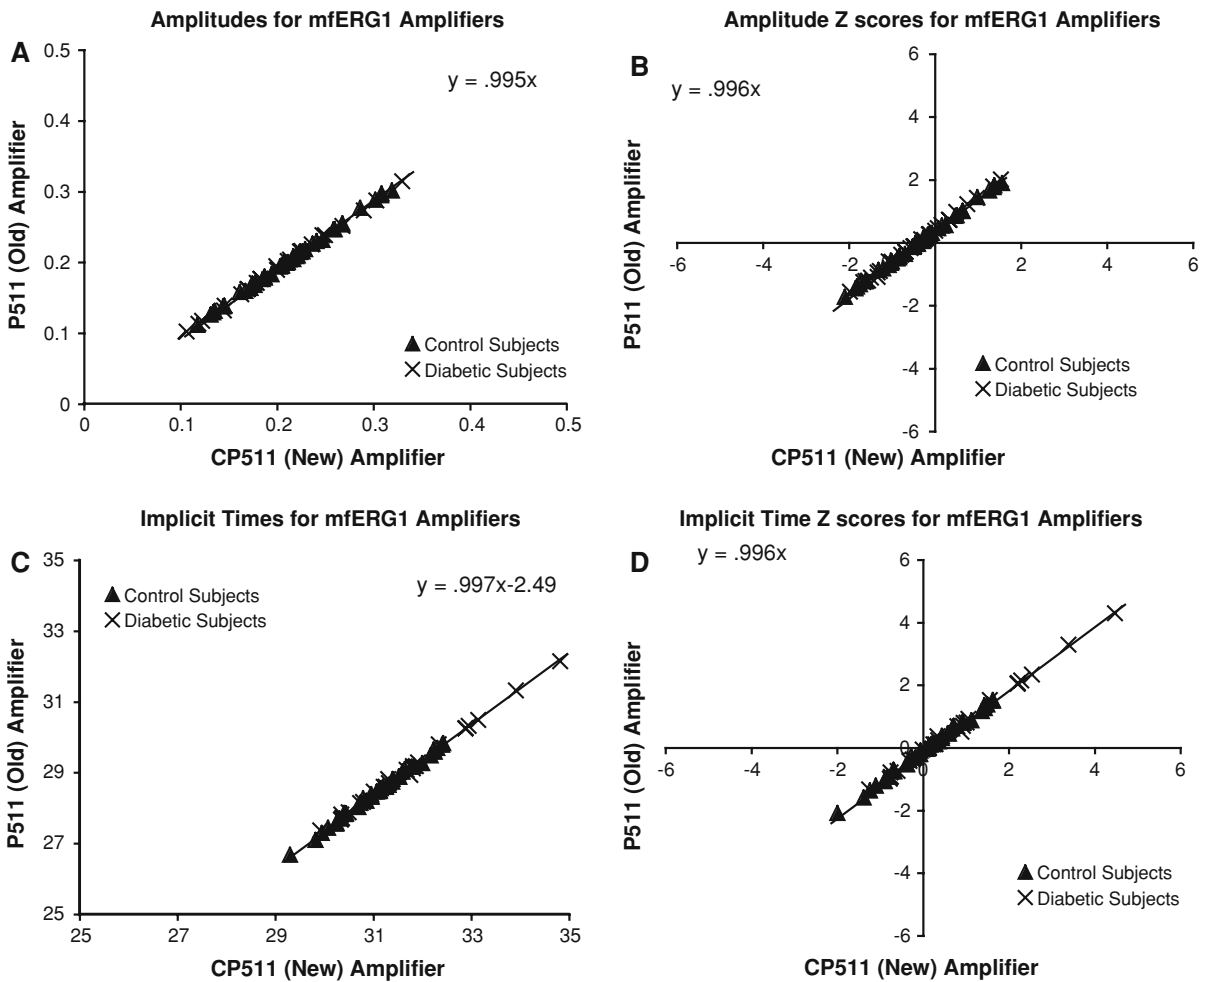 Amplitudes for mfERG1 Amplifiers
A
0.5
0.4
0.3
0.2
0.1
0
y = .995x
P511 (Old) Amplifier
Control Subjects
Diabetic Subjects
0 0.1 0.2 0.3 0.4 0.5
CP511 (New) Amplifier
Amplitude Z scores for mfERG1 Amplifiers
B
y = .996x
6
4
2
-2
-4
-6
-6 -4 -2 2 4 6
P511 (Old) Amplifier
Control Subjects
Diabetic Subjects
CP511 (New) Amplifier
Implicit Times for mfERG1 Amplifiers
C
35
33
31
29
27
25
Control Subjects
Diabetic Subjects
y = .997x-2.49
P511 (Old) Amplifier
25 27 29 31 33 35
CP511 (New) Amplifier
Implicit Time Z scores for mfERG1 Amplifiers
D
y = .996x
6
4
2
0
-2
-4
-6
-6 -4 -2 0 2 4 6
P511 (Old) Amplifier
Control Subjects
Diabetic Subjects
CP511 (New) Amplifier